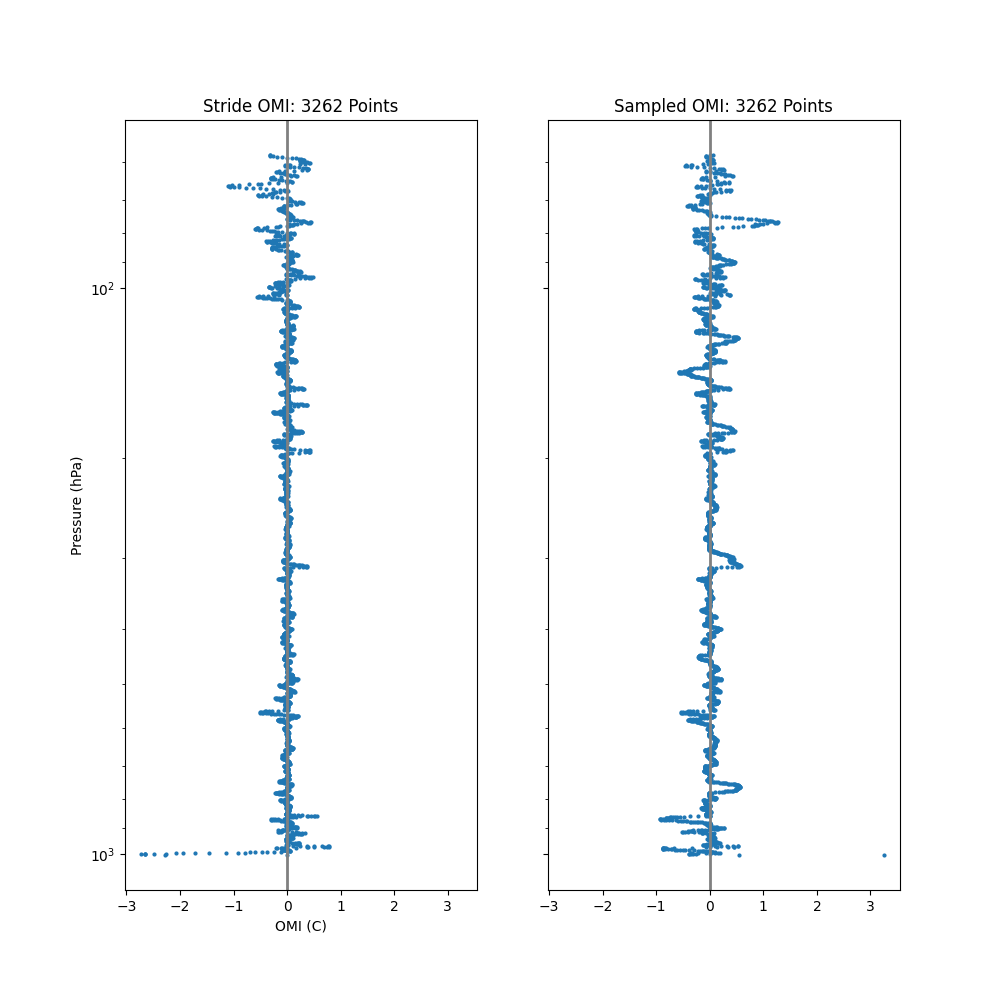 Stride OMI: 3262 Points
Sampled OMI: 3262 Points
Pressure (hPa)
10²
10³
−3 −2 −1 0 1 2 3
−3 −2 −1 0 1 2 3
OMI (C)